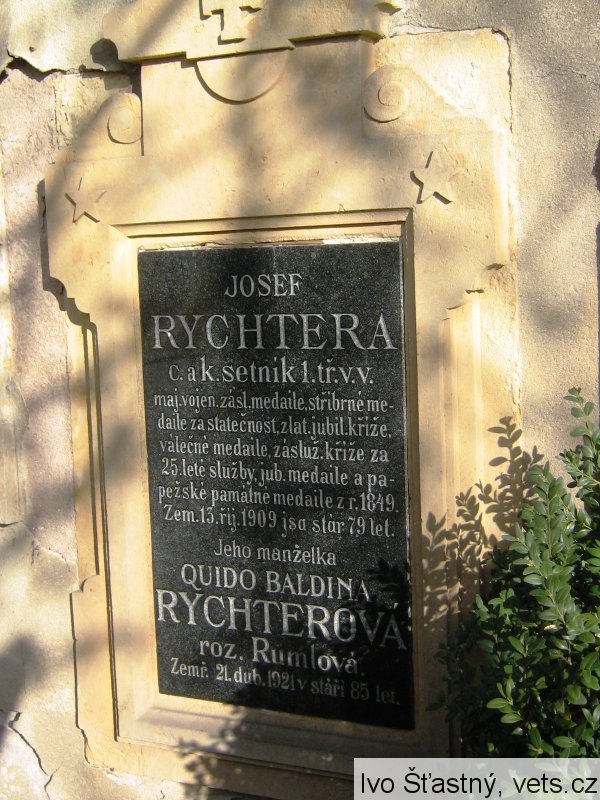 JOSEF
RYCHTERA
C. a k. setník 1. tř. v. v.
maj. vojen. zásl. medaile, stříbrné me-
daile za statečnost, zlat. jubil. kříže,
válečné medaile, zásluž. kříže za
25. leté služby, jub. medaile a pa-
pežské památne medaile z r. 1849.
Zem. 13. říj. 1909 jsa stár 79 let.
Jeho manželka
QUIDO BALDINA
RYCHTEROVÁ
roz. Rumlová.
Zemř. 21. dub. 1921 v stáří 85 let.
Ivo Šťastný, vets.cz